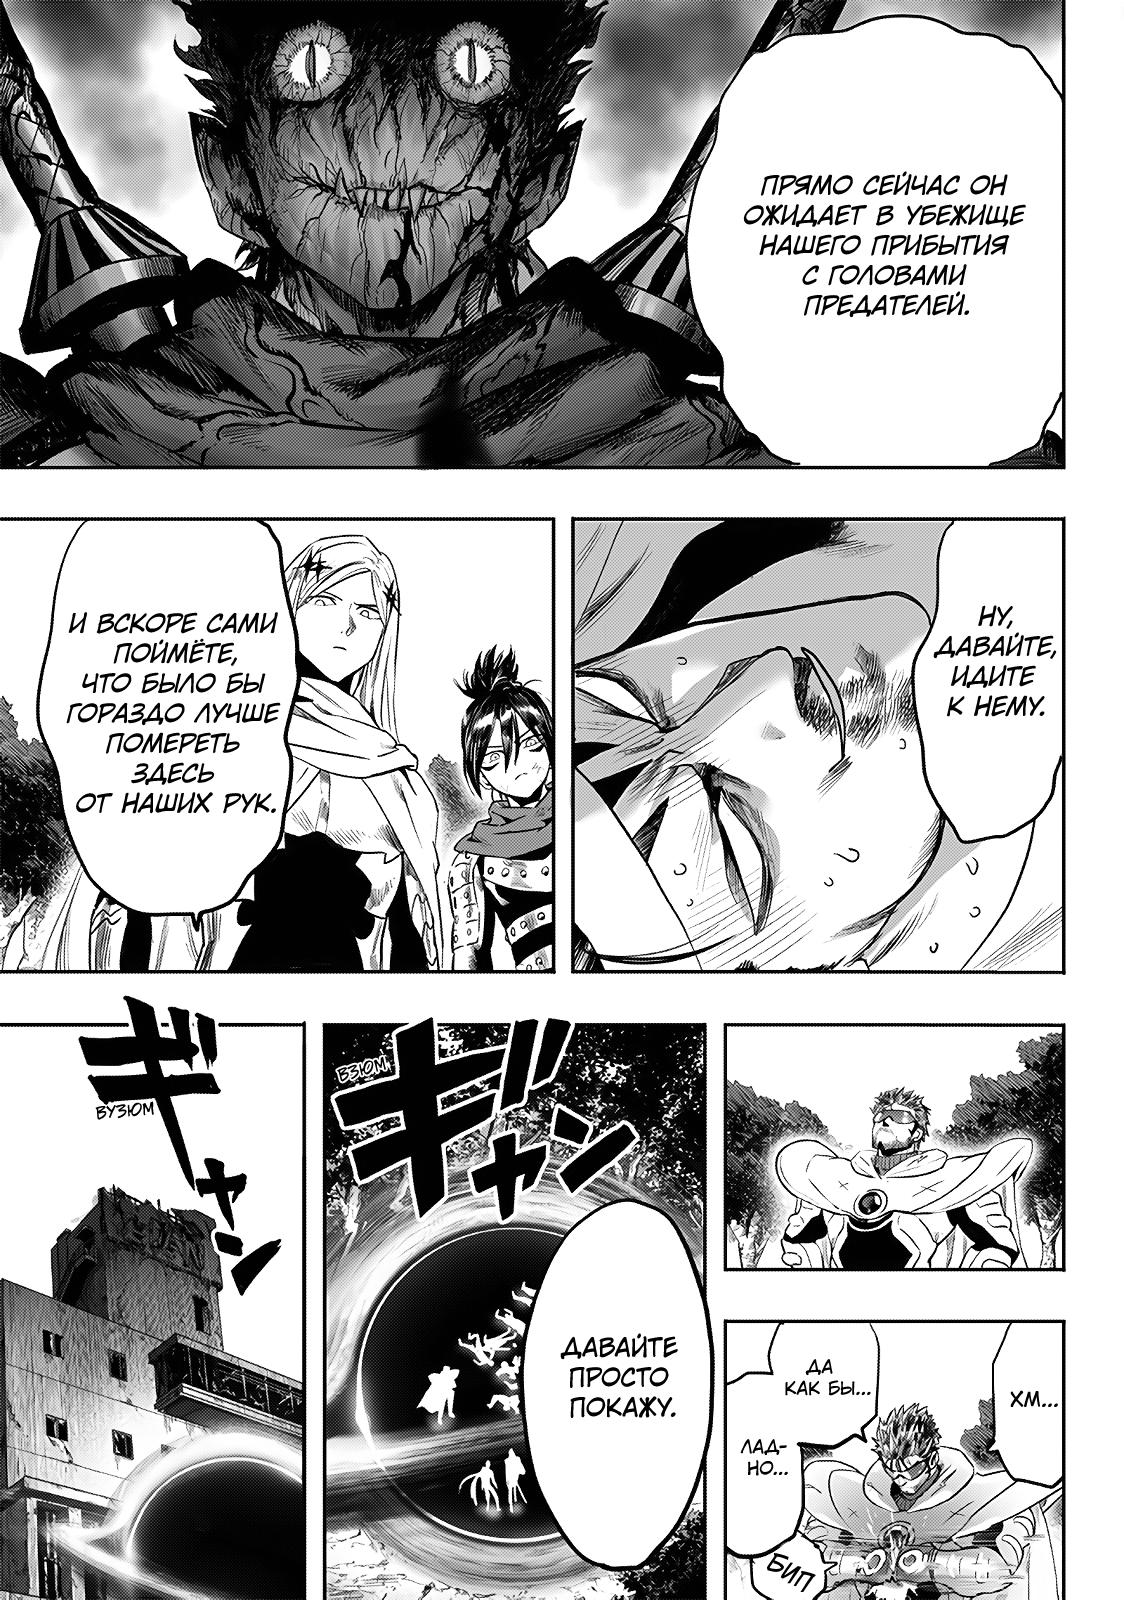 ПРЯМО СЕЙЧАС ОН
ОЖИДАЕТ В УБЕЖИЩЕ
НАШЕГО ПРИБЫТИЯ
С ГОЛОВАМИ
ПРЕДАТЕЛЕЙ.
НУ,
ДАВАЙТЕ,
ИДИТЕ
К НЕМУ.
И ВСКОРЕ САМИ
ПОЙМЁТЕ,
ЧТО БЫЛО БЫ
ГОРАЗДО ЛУЧШЕ
ПОМЕРЕТЬ
ЗДЕСЬ
ОТ НАШИХ РУК.
ХМ...
ДА
КАК БЫ...
ЛАД-
НО...
БИП
ВЗЮМ
ギャン
ДАВАЙТЕ
ПРОСТО
ПОКАЖУ.
ВУЗЮМ
ギャン